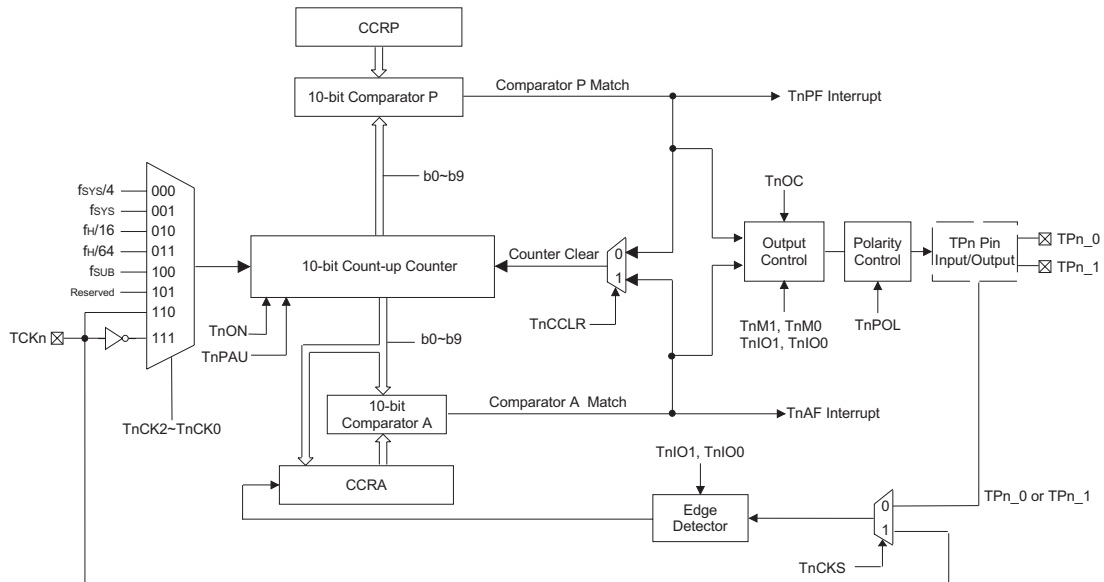 CCRP
10-bit Comparator P
Comparator P Match
TnPF Interrupt
b0~b9
fSYS/4
000
fSYS
001
fH/16
010
fH/64
011
fSUB
100
Reserved
101
110
TCKn
111
TnCK2~TnCK0
10-bit Count-up Counter
TnON
TnPAU
Counter Clear
0
1
TnCCLR
TnOC
Output
Control
TnM1, TnM0
TnIO1, TnIO0
Polarity
Control
TnPOL
TPn Pin
Input/Output
TPn_0
TPn_1
b0~b9
10-bit
Comparator A
Comparator A Match
TnAF Interrupt
CCRA
TnIO1, TnIO0
Edge
Detector
0
1
TPn_0 or TPn_1
TnCKS